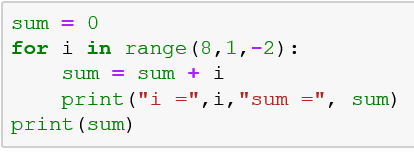 sum = 0
for i in range(8,1,-2):
    sum = sum + i
    print("i =",i,"sum =", sum)
print(sum)